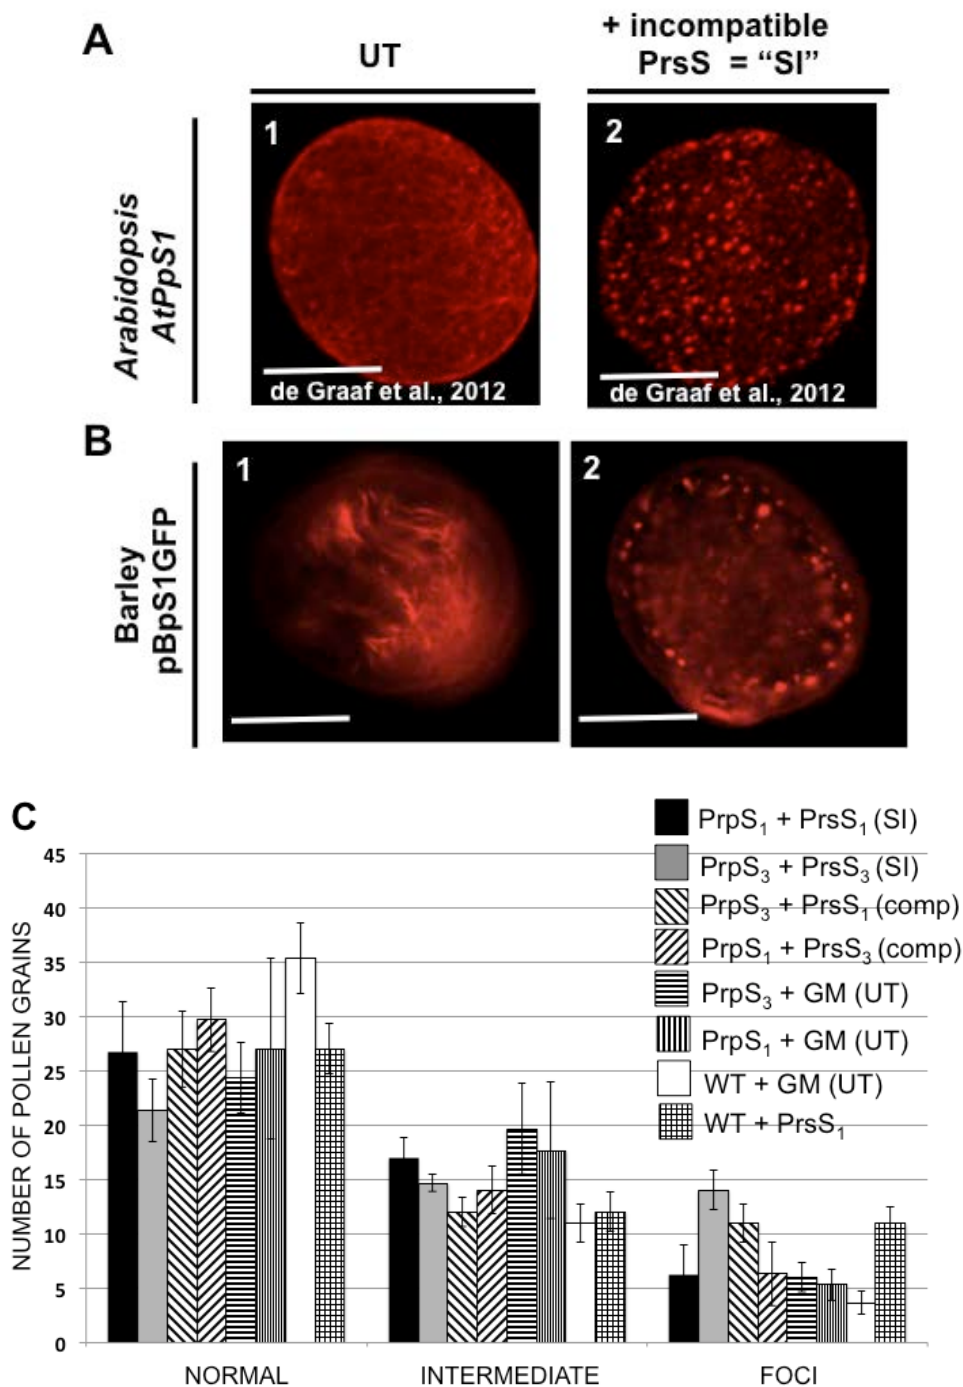 A
UT
+ incompatible
PrsS = “SI”
Arabidopsis
AtPpS1
1
2
de Graaf et al., 2012
de Graaf et al., 2012
B
Barley
pBpS1GFP
1
2
C
NUMBER OF POLLEN GRAINS
45
40
35
30
25
20
15
10
5
0
PrpS₁ + PrsS₁ (SI)
PrpS₃ + PrsS₃ (SI)
PrpS₃ + PrsS₁ (comp)
PrpS₁ + PrsS₃ (comp)
PrpS₃ + GM (UT)
PrpS₁ + GM (UT)
WT + GM (UT)
WT + PrsS₁
NORMAL
INTERMEDIATE
FOCI